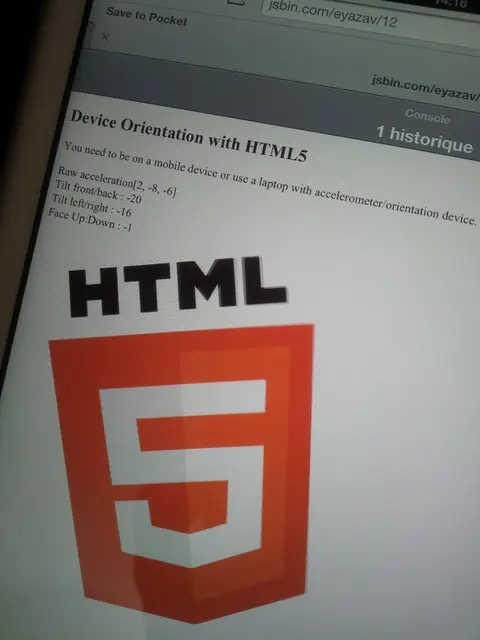 14:16
jsbin.com/eyazav/12
Save to Pocket
×
jsbin.com/eyazav/
Console
1 historique
Device Orientation with HTML5
You need to be on a mobile device or use a laptop with accelerometer/orientation device.
Raw acceleration[2, -8, -6]
Tilt front/back : -20
Tilt left/right : -16
Face Up:Down : -1
HTML
5